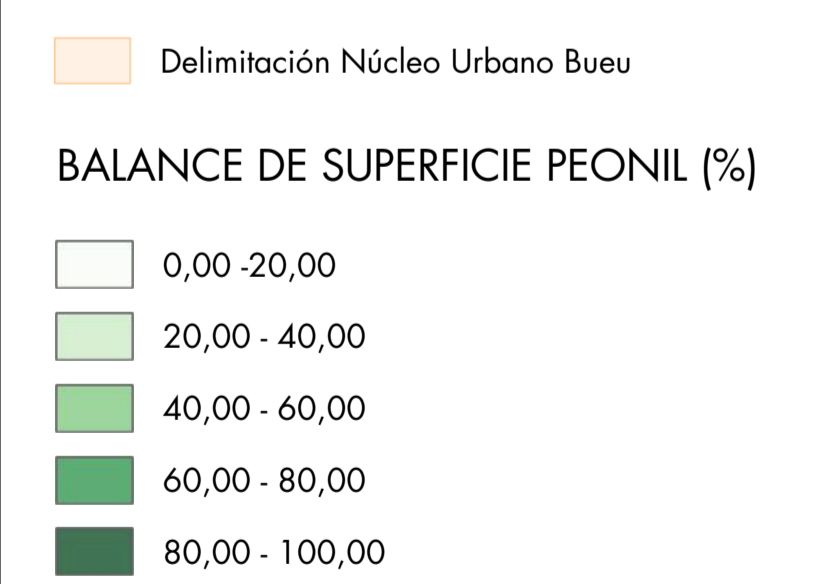 Delimitación Núcleo Urbano Bueu
BALANCE DE SUPERFICIE PEONIL (%)
0,00 -20,00
20,00 - 40,00
40,00 - 60,00
60,00 - 80,00
80,00 - 100,00